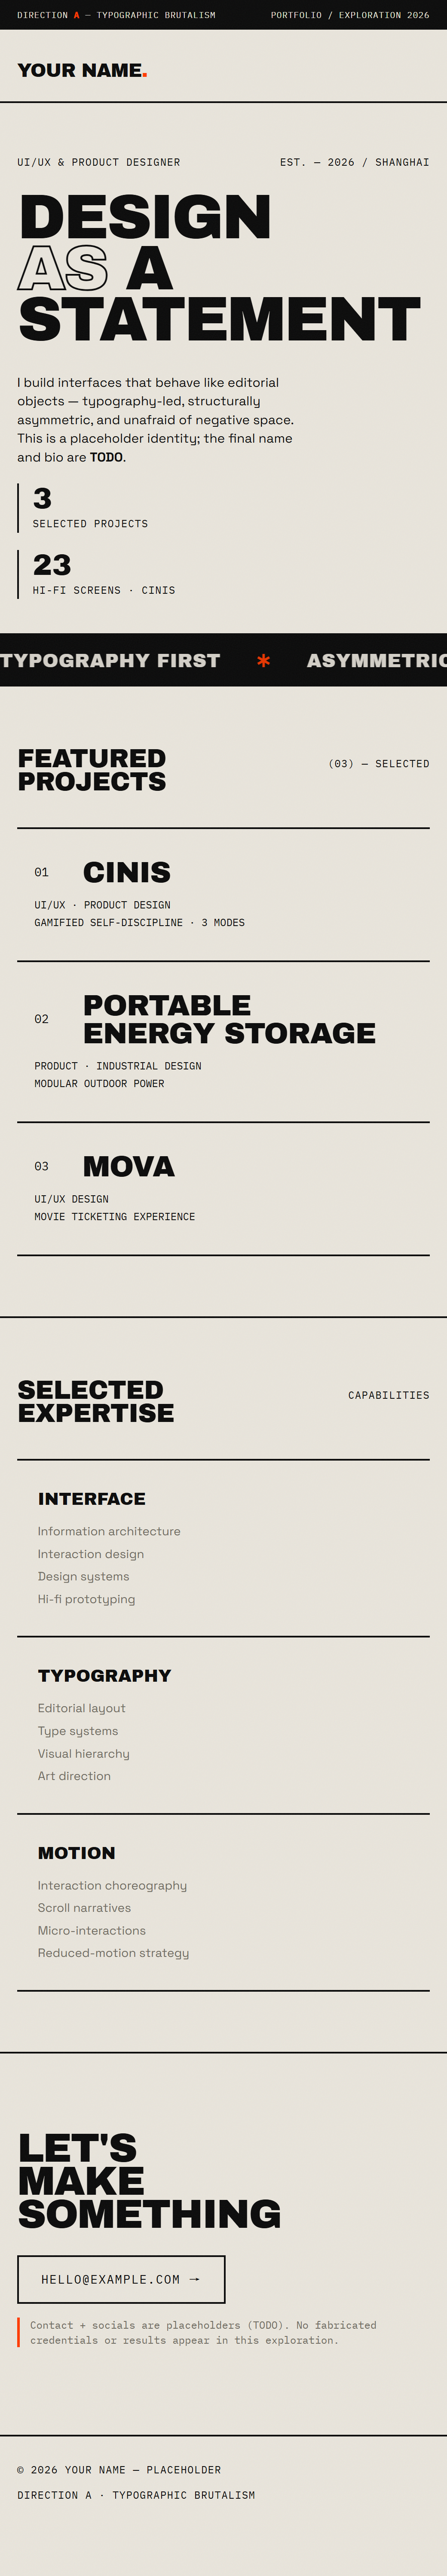 DIRECTION A — TYPOGRAPHIC BRUTALISM
PORTFOLIO / EXPLORATION 2026
YOUR NAME.
UI/UX & PRODUCT DESIGNER
EST. — 2026 / SHANGHAI
DESIGN
AS A
STATEMENT
I build interfaces that behave like editorial
objects — typography-led, structurally
asymmetric, and unafraid of negative space.
This is a placeholder identity; the final name
and bio are TODO.
3
SELECTED PROJECTS
23
HI-FI SCREENS · CINIS
TYPOGRAPHY FIRST * ASYMMETRIC
FEATURED
PROJECTS
(03) — SELECTED
01 CINIS
UI/UX · PRODUCT DESIGN
GAMIFIED SELF-DISCIPLINE · 3 MODES
02 PORTABLE
ENERGY STORAGE
PRODUCT · INDUSTRIAL DESIGN
MODULAR OUTDOOR POWER
03 MOVA
UI/UX DESIGN
MOVIE TICKETING EXPERIENCE
SELECTED
EXPERTISE
CAPABILITIES
INTERFACE
Information architecture
Interaction design
Design systems
Hi-fi prototyping
TYPOGRAPHY
Editorial layout
Type systems
Visual hierarchy
Art direction
MOTION
Interaction choreography
Scroll narratives
Micro-interactions
Reduced-motion strategy
LET'S
MAKE
SOMETHING
HELLO@EXAMPLE.COM →
Contact + socials are placeholders (TODO). No fabricated
credentials or results appear in this exploration.
© 2026 YOUR NAME — PLACEHOLDER
DIRECTION A · TYPOGRAPHIC BRUTALISM